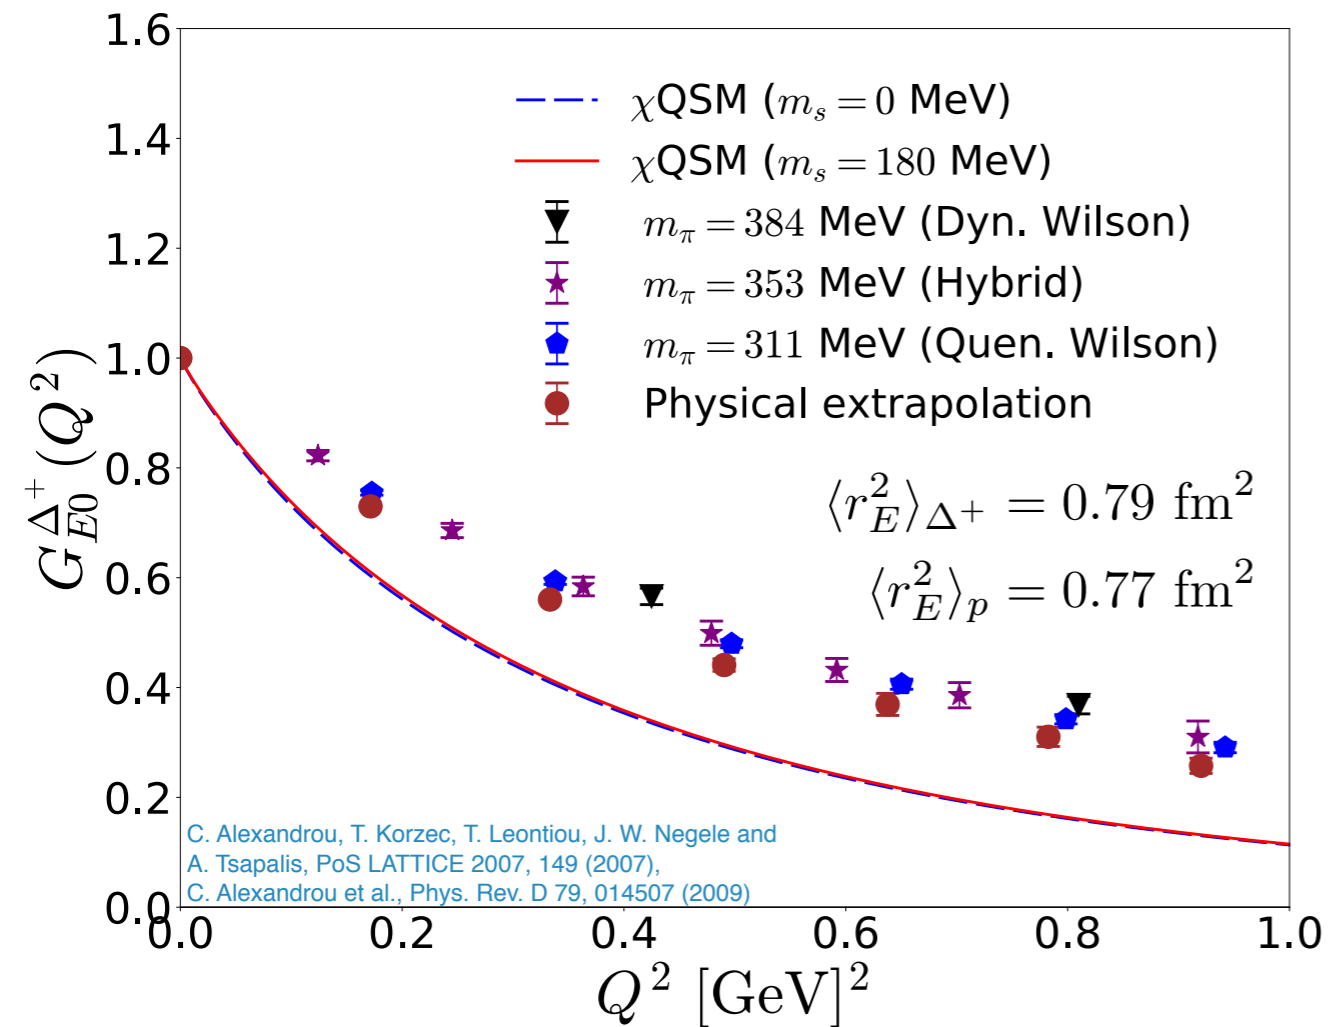 1.6
1.4
1.2
1.0
0.8
0.6
0.4
0.2
0.0
G_{E0}^{Δ^+}(Q^2)
χQSM (m_s = 0 MeV)
χQSM (m_s = 180 MeV)
m_π = 384 MeV (Dyn. Wilson)
m_π = 353 MeV (Hybrid)
m_π = 311 MeV (Quen. Wilson)
Physical extrapolation
⟨r_E^2⟩_{Δ^+} = 0.79 fm^2
⟨r_E^2⟩_p = 0.77 fm^2
C. Alexandrou, T. Korzec, T. Leontiou, J. W. Negele and
A. Tsapalis, PoS LATTICE 2007, 149 (2007),
C. Alexandrou et al., Phys. Rev. D 79, 014507 (2009)
0.0 0.2 0.4 0.6 0.8 1.0
Q^2 [GeV]^2